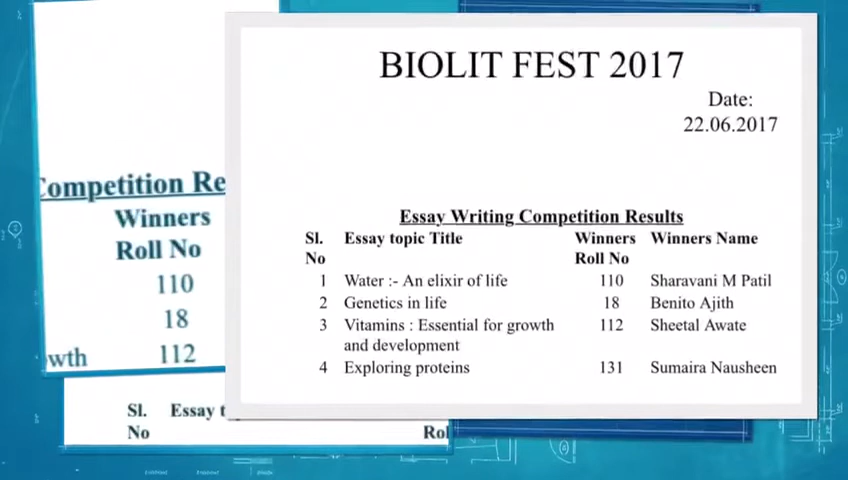 BIOLIT FEST 2017
Date:
22.06.2017
Essay Writing Competition Results
Sl. Essay topic Title Winners Winners Name
No Roll No
1 Water :- An elixir of life 110 Sharavani M Patil
2 Genetics in life 18 Benito Ajith
3 Vitamins : Essential for growth 112 Sheetal Awate
and development
4 Exploring proteins 131 Sumaira Nausheen
ompetition Re
Winners
Roll No
110
18
wth 112
Sl. Essay t
No Rol